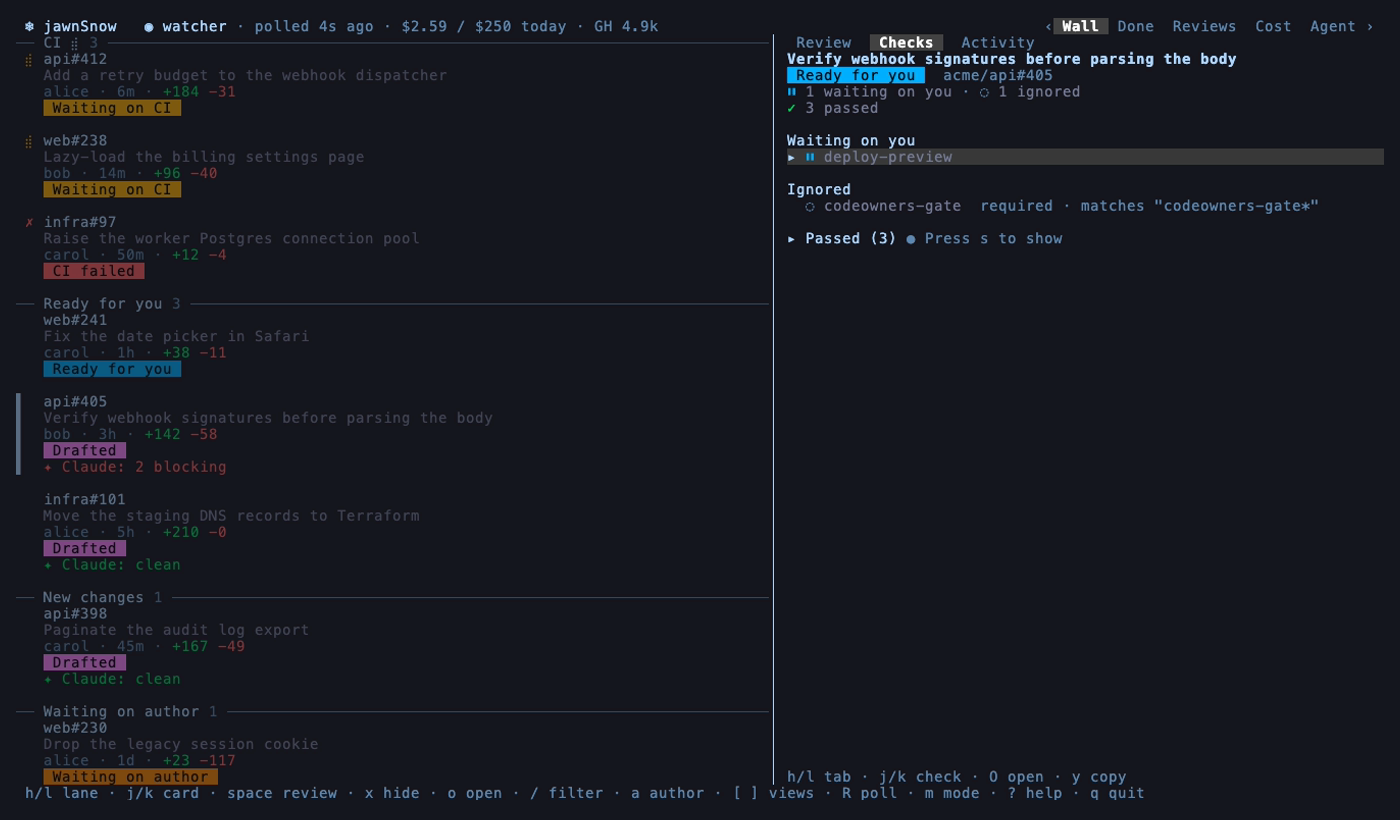 ❄ jawnSnow ◉ watcher · polled 4s ago · $2.59 / $250 today · GH 4.9k ‹ Wall Done Reviews Cost Agent ›
CI ⣾ 3
api#412
Add a retry budget to the webhook dispatcher
alice · 6m · +184 −31
Waiting on CI
web#238
Lazy-load the billing settings page
bob · 14m · +96 −40
Waiting on CI
✗ infra#97
Raise the worker Postgres connection pool
carol · 50m · +12 −4
CI failed
Ready for you 3
web#241
Fix the date picker in Safari
carol · 1h · +38 −11
Ready for you
api#405
Verify webhook signatures before parsing the body
bob · 3h · +142 −58
Drafted
✦ Claude: 2 blocking
infra#101
Move the staging DNS records to Terraform
alice · 5h · +210 −0
Drafted
✦ Claude: clean
New changes 1
api#398
Paginate the audit log export
carol · 45m · +167 −49
Drafted
✦ Claude: clean
Waiting on author 1
web#230
Drop the legacy session cookie
alice · 1d · +23 −117
Waiting on author
Review Checks Activity
Verify webhook signatures before parsing the body
Ready for you acme/api#405
1 waiting on you · ◌ 1 ignored
✓ 3 passed
Waiting on you
▸ deploy-preview
Ignored
◌ codeowners-gate required · matches "codeowners-gate*"
▸ Passed (3) ● Press s to show
h/l tab · j/k check · O open · y copy
h/l lane · j/k card · space review · x hide · o open · / filter · a author · [ ] views · R poll · m mode · ? help · q quit